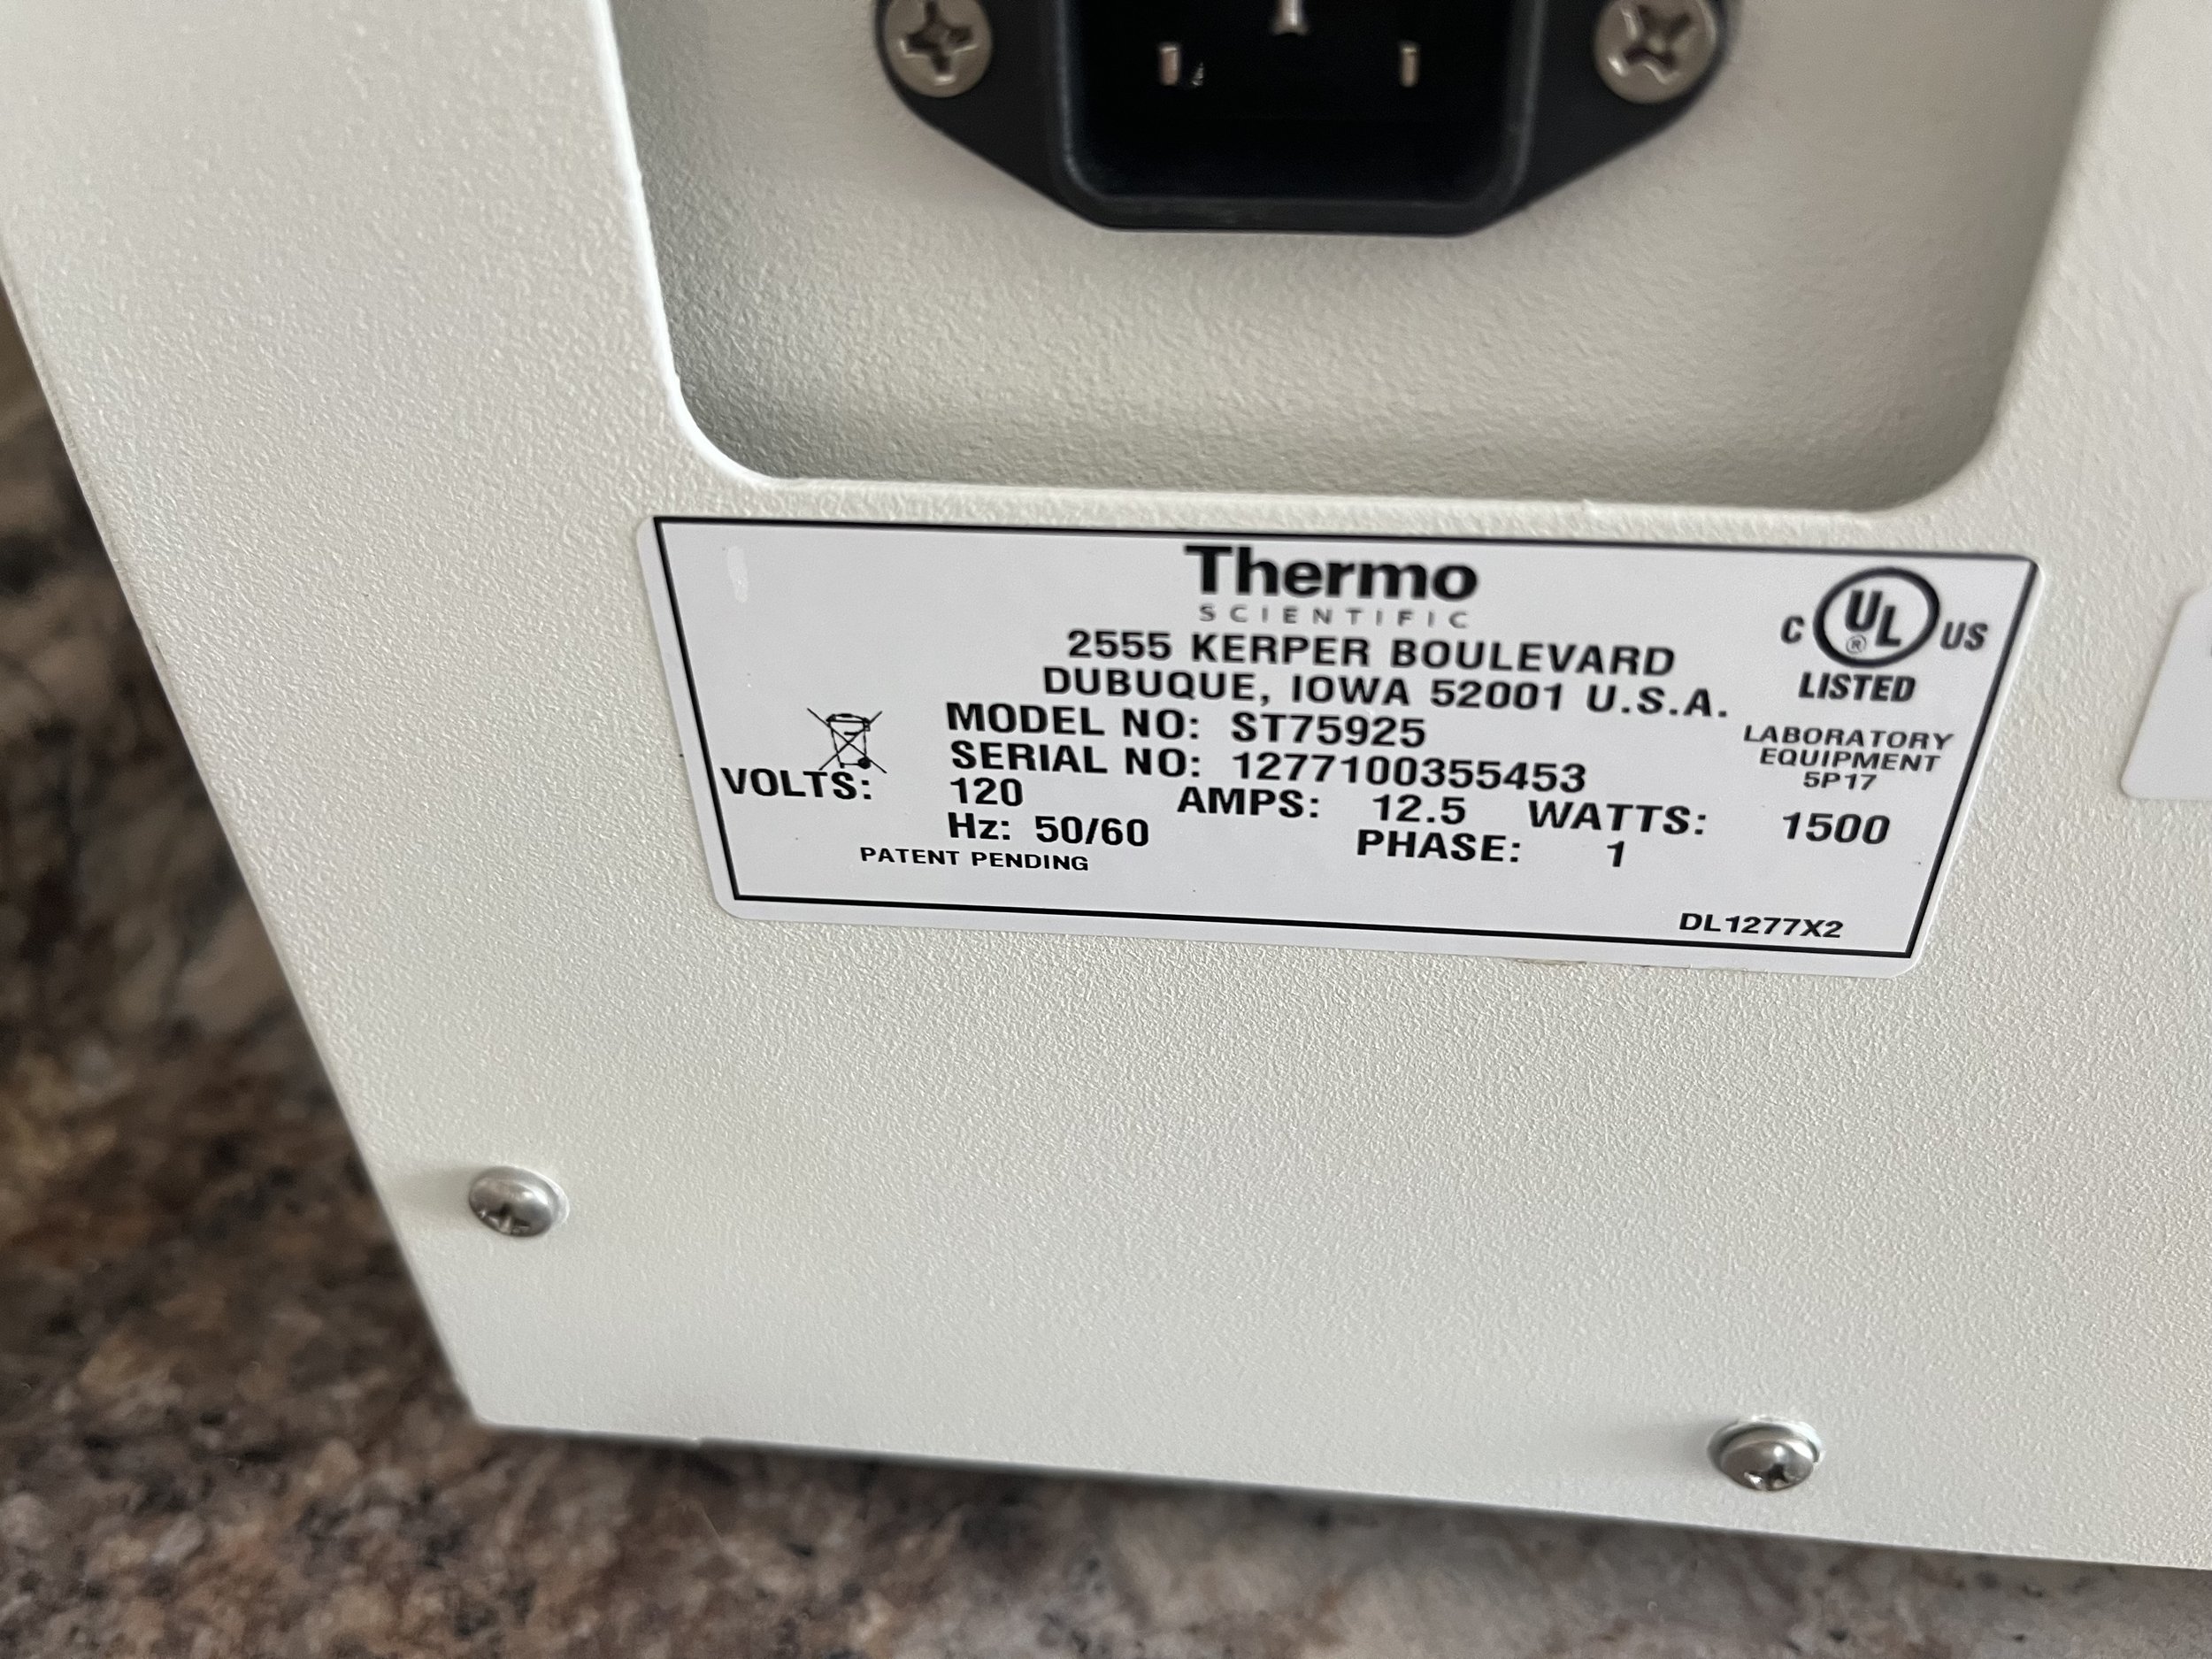 Thermo
SCIENTIFIC
2555 KERPER BOULEVARD
DUBUQUE, IOWA 52001 U.S.A.
C UL ® US
LISTED
LABORATORY
EQUIPMENT
5P17
MODEL NO: ST75925
SERIAL NO: 1277100355453
VOLTS: 120 AMPS: 12.5 WATTS: 1500
Hz: 50/60 PHASE: 1
PATENT PENDING
DL1277X2